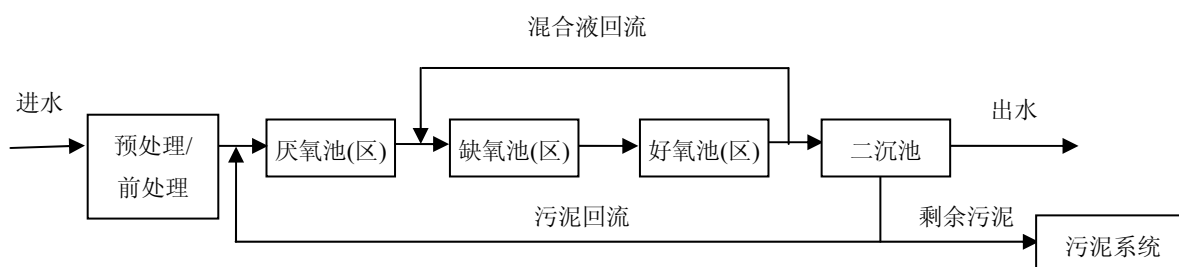 混合液回流
进水
出水
预处理/
前处理
厌氧池(区)
缺氧池(区)
好氧池(区)
二沉池
污泥回流
剩余污泥
污泥系统